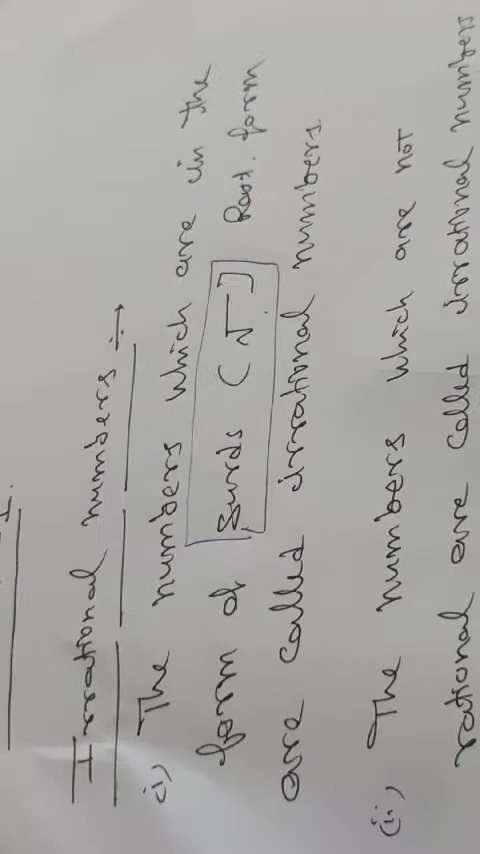 I.
Irrational numbers :→
(i) The numbers which are in the
form of Surds (√) Root form
are called irrational numbers.
(ii) The numbers which are not
rational are called irrational numbers